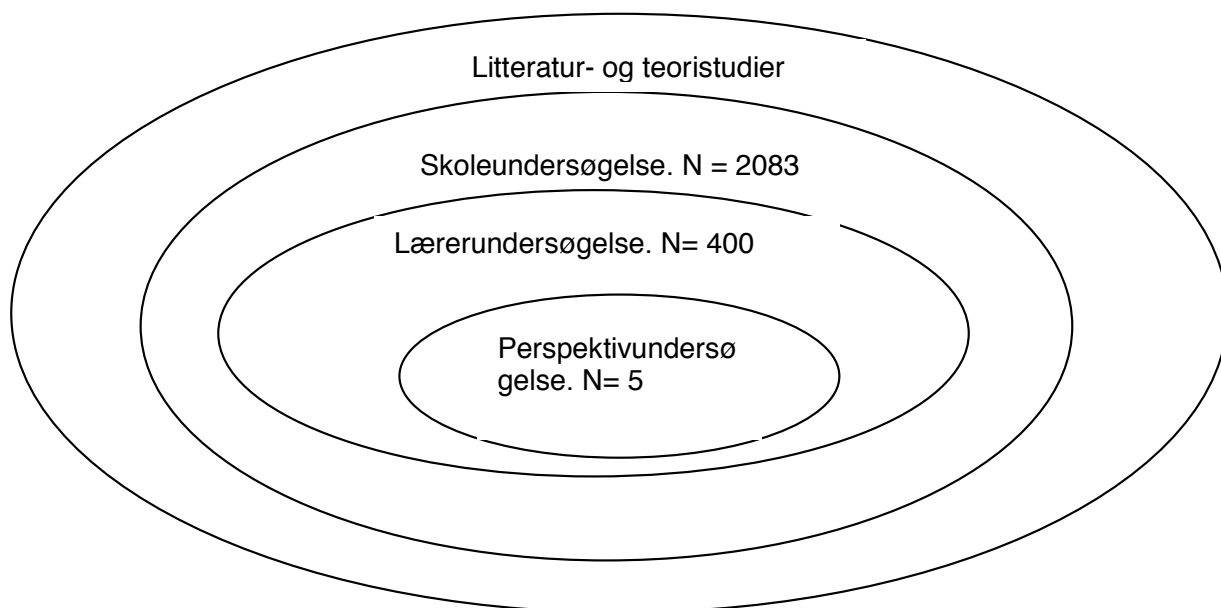 Litteratur- og teoristudier
Skoleundersøgelse. N = 2083
Lærerundersøgelse. N= 400
Perspektivundersø
gelse. N= 5